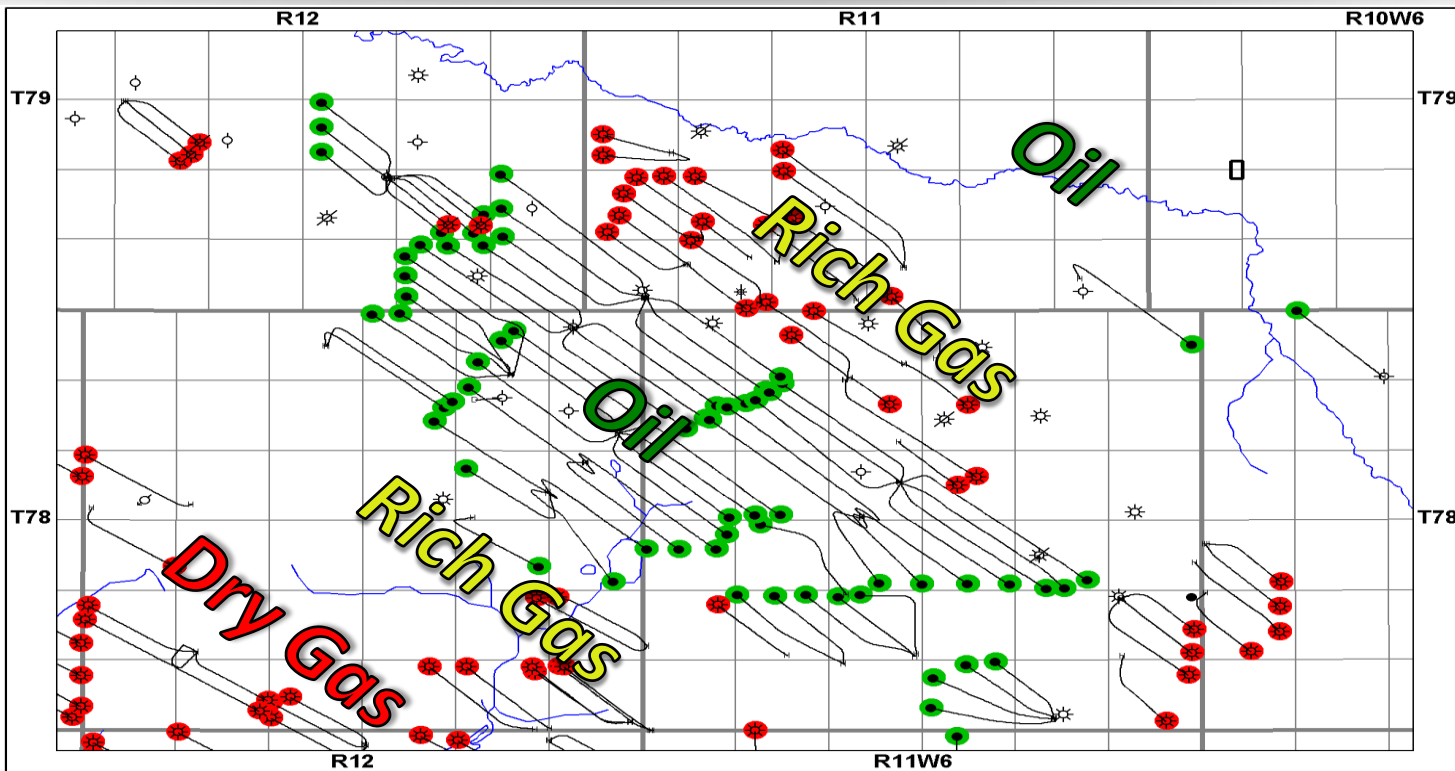 R12
R11
R10W6
T79
T79
Oil
Rich Gas
Oil
Rich Gas
T78
T78
Dry Gas
R12
R11W6